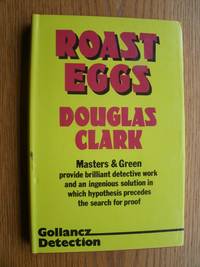 ROAST
EGGS
DOUGLAS
CLARK
Masters & Green
provide brilliant detective work
and an ingenious solution in
which hypothesis precedes
the search for proof
Gollancz
Detection